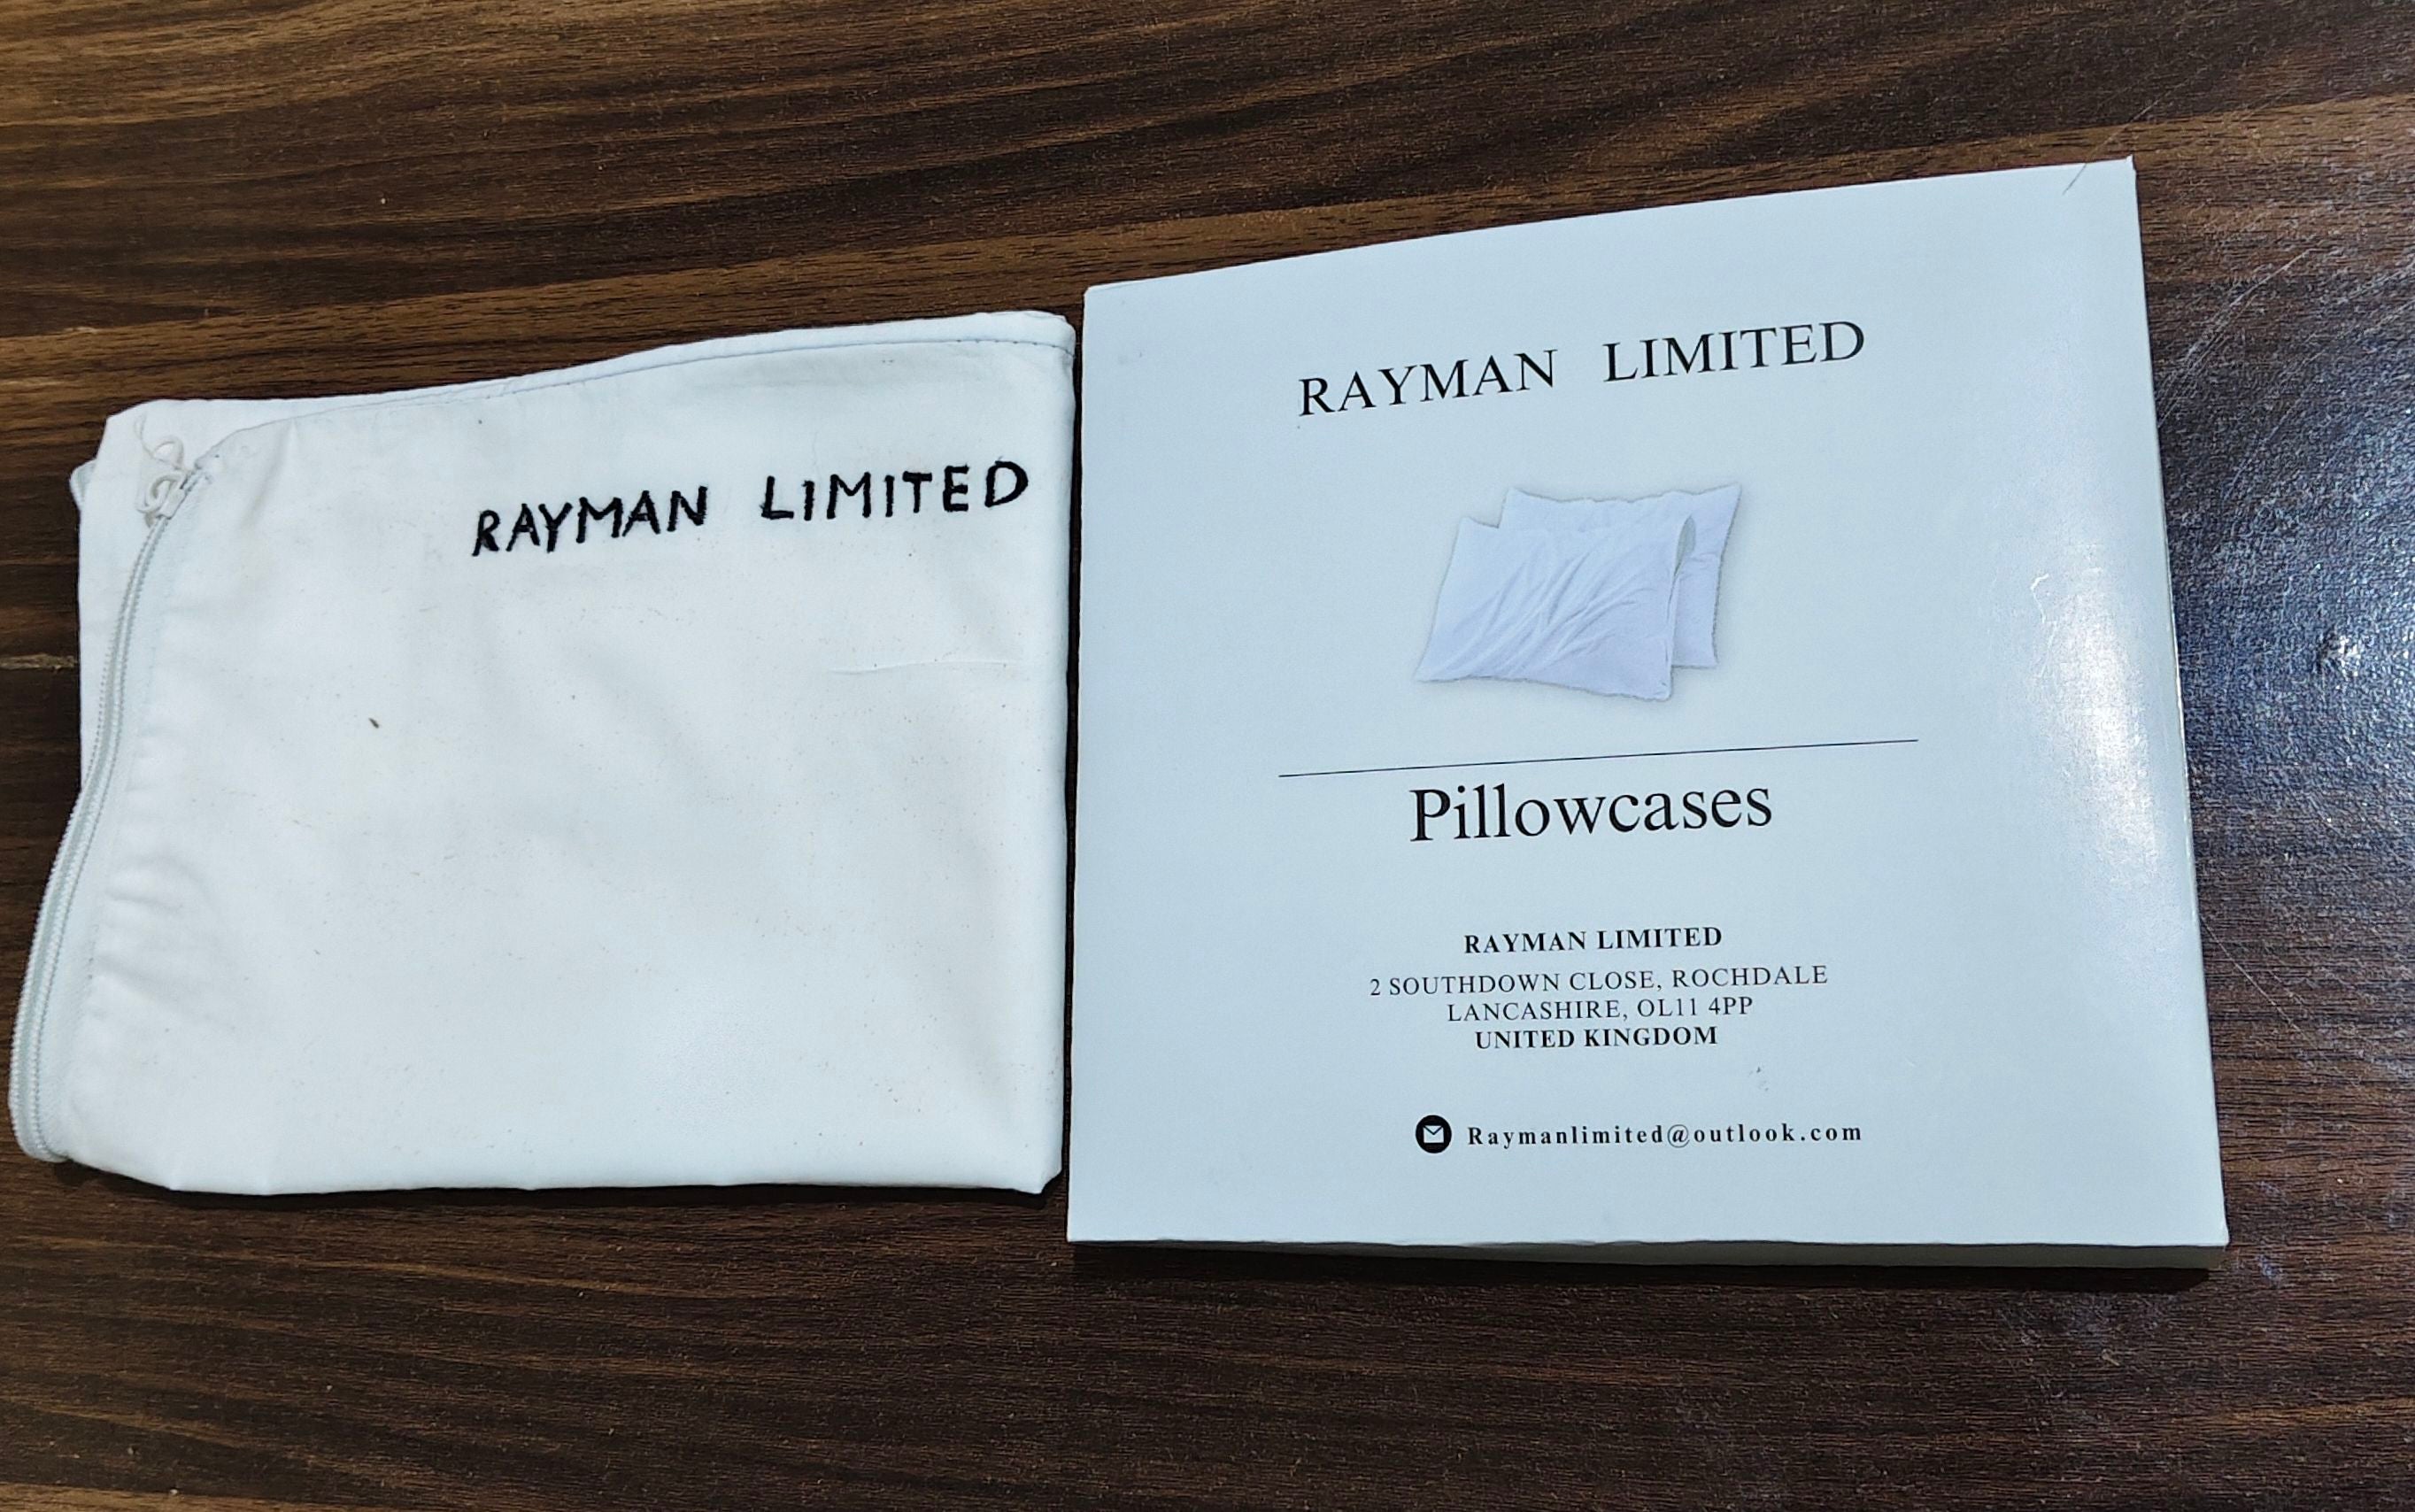 RAYMAN LIMITED
RAYMAN LIMITED
Pillowcases
RAYMAN LIMITED
2 SOUTHDOWN CLOSE, ROCHDALE
LANCASHIRE, OL11 4PP
UNITED KINGDOM
Raymanlimited@outlook.com